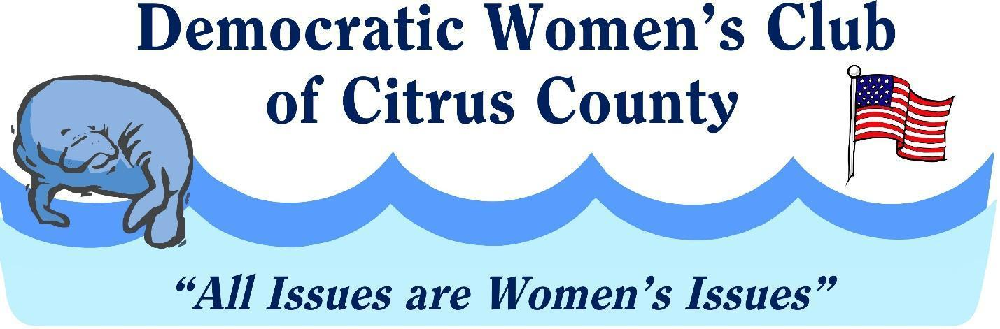 Democratic Women’s Club
of Citrus County
“All Issues are Women’s Issues”